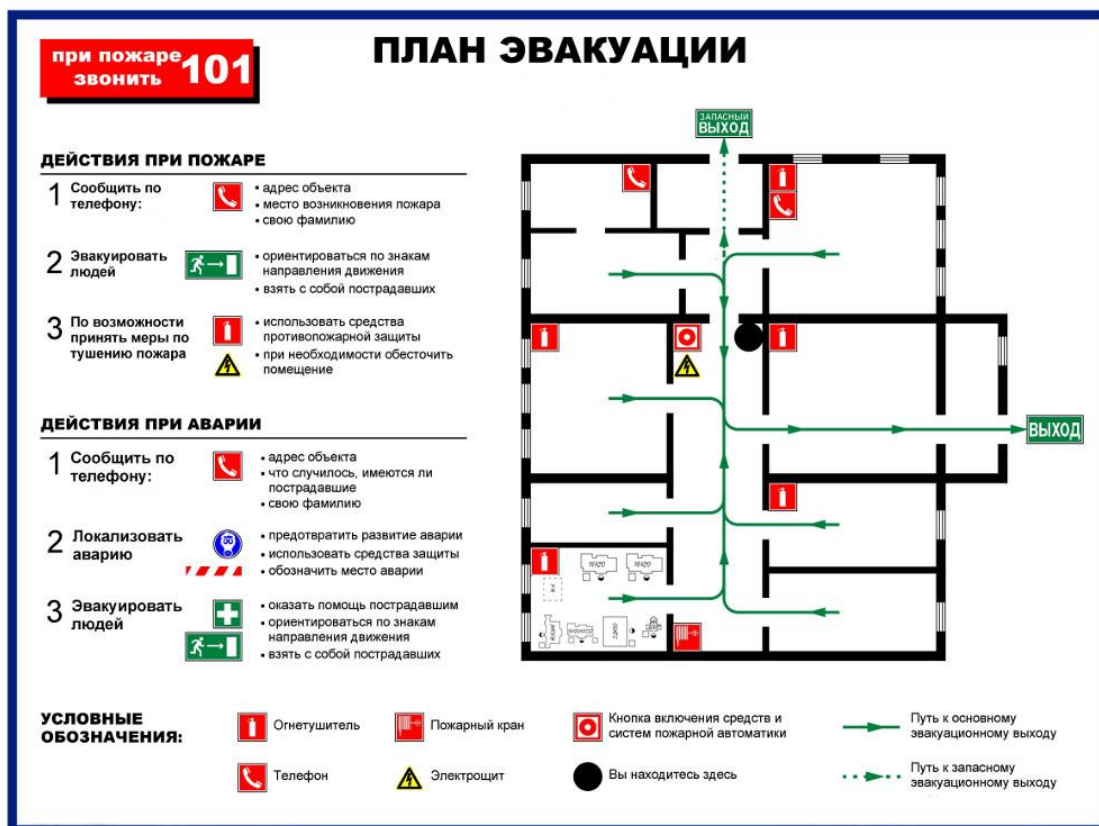 при пожаре
звонить 101
ПЛАН ЭВАКУАЦИИ
ЗАПАСНЫЙ
ВЫХОД
ДЕЙСТВИЯ ПРИ ПОЖАРЕ
1 Сообщить по
телефону:
• адрес объекта
• место возникновения пожара
• свою фамилию
2 Эвакуировать
людей
• ориентироваться по знакам
направления движения
• взять с собой пострадавших
3 По возможности
принять меры по
тушению пожара
• использовать средства
противопожарной защиты
• при необходимости обесточить
помещение
ДЕЙСТВИЯ ПРИ АВАРИИ
1 Сообщить по
телефону:
• адрес объекта
• что случилось, имеются ли
пострадавшие
• свою фамилию
2 Локализовать
аварию
• предотвратить развитие аварии
• использовать средства защиты
• обозначить место аварии
3 Эвакуировать
людей
• оказать помощь пострадавшим
• ориентироваться по знакам
направления движения
• взять с собой пострадавших
ВЫХОД
16К20
16К20
УСЛОВНЫЕ
ОБОЗНАЧЕНИЯ:
Огнетушитель
Пожарный кран
Кнопка включения средств и
систем пожарной автоматики
Путь к основному
эвакуационному выходу
Телефон
Электрощит
Вы находитесь здесь
Путь к запасному
эвакуационному выходу